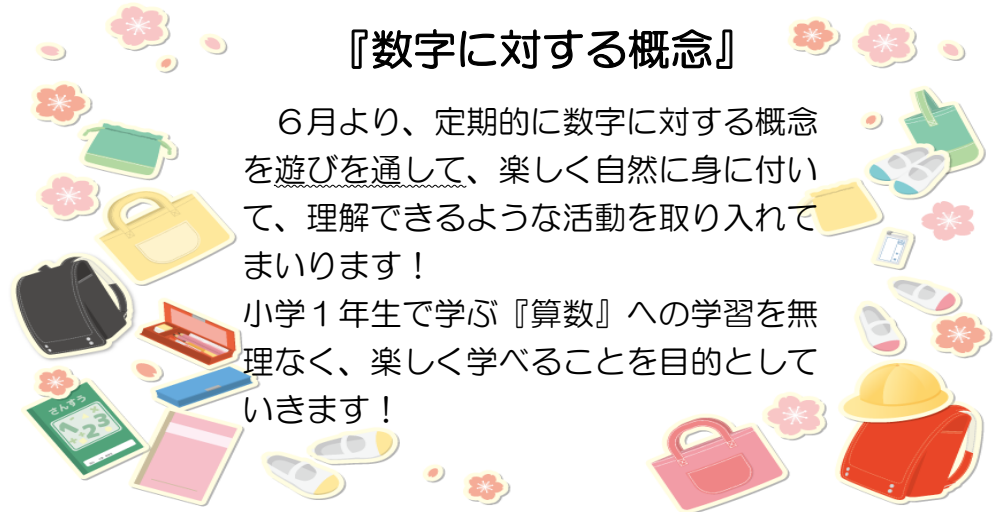 『数字に対する概念』
　６月より、定期的に数字に対する概念
を遊びを通して、楽しく自然に身に付い
て、理解できるような活動を取り入れて
まいります！
小学１年生で学ぶ『算数』への学習を無
理なく、楽しく学べることを目的として
いきます！
さんすう
123